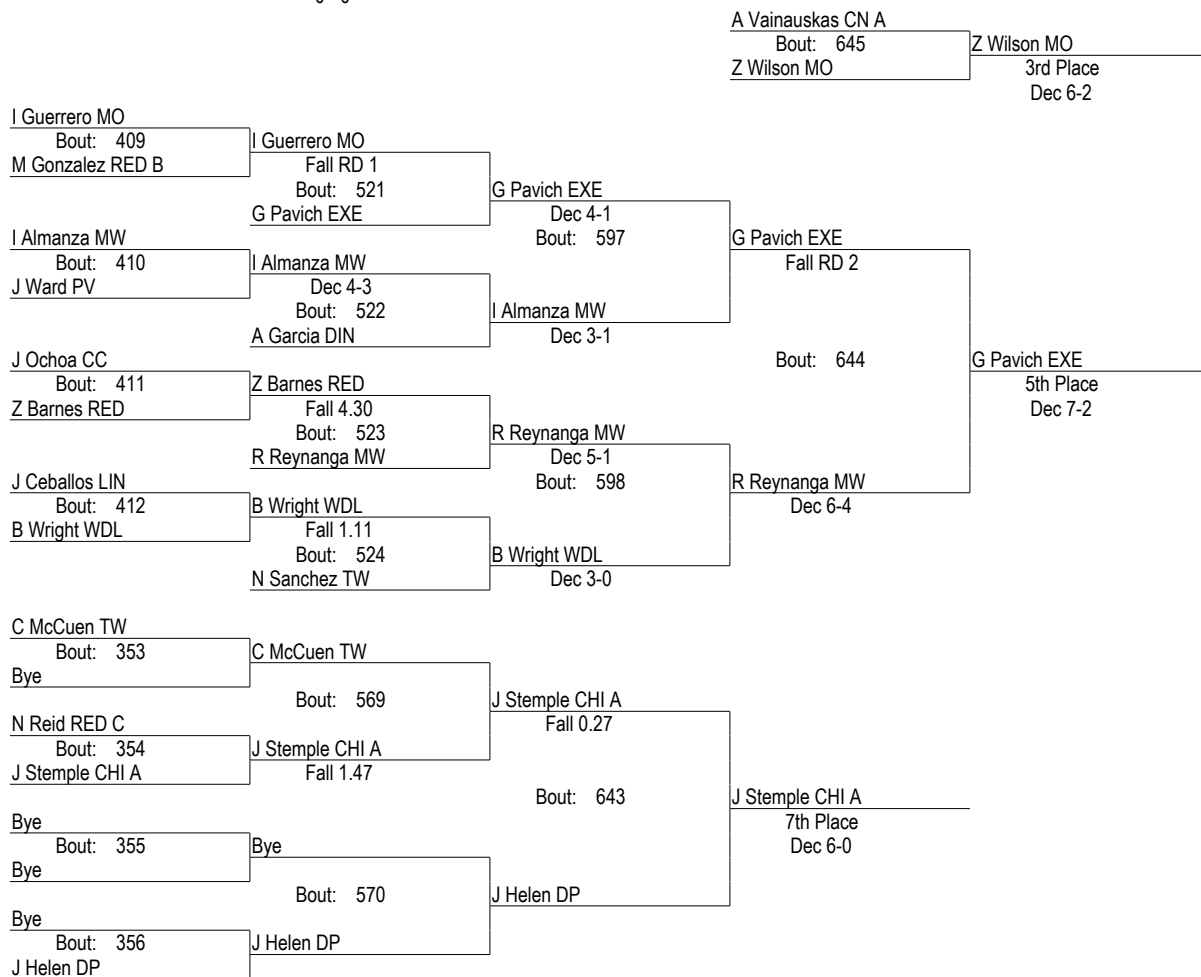 A Vainauskas CN A
Bout: 645
Z Wilson MO
Z Wilson MO
3rd Place
Dec 6-2
I Guerrero MO
Bout: 409
M Gonzalez RED B
I Guerrero MO
Fall RD 1
Bout: 521
G Pavich EXE
G Pavich EXE
Dec 4-1
Bout: 597
I Almanza MW
Bout: 410
J Ward PV
I Almanza MW
Dec 4-3
Bout: 522
A Garcia DIN
I Almanza MW
Dec 3-1
G Pavich EXE
Fall RD 2
Bout: 644
G Pavich EXE
5th Place
Dec 7-2
J Ochoa CC
Bout: 411
Z Barnes RED
Z Barnes RED
Fall 4.30
Bout: 523
R Reynanga MW
R Reynanga MW
Dec 5-1
Bout: 598
R Reynanga MW
Dec 6-4
J Ceballos LIN
Bout: 412
B Wright WDL
B Wright WDL
Fall 1.11
Bout: 524
N Sanchez TW
B Wright WDL
Dec 3-0
C McCuen TW
Bout: 353
Bye
C McCuen TW
Bout: 569
N Reid RED C
Bout: 354
J Stemple CHI A
J Stemple CHI A
Fall 1.47
J Stemple CHI A
Fall 0.27
Bout: 643
J Stemple CHI A
7th Place
Dec 6-0
Bye
Bout: 355
Bye
Bye
Bout: 570
J Helen DP
Bye
Bout: 356
J Helen DP
J Helen DP